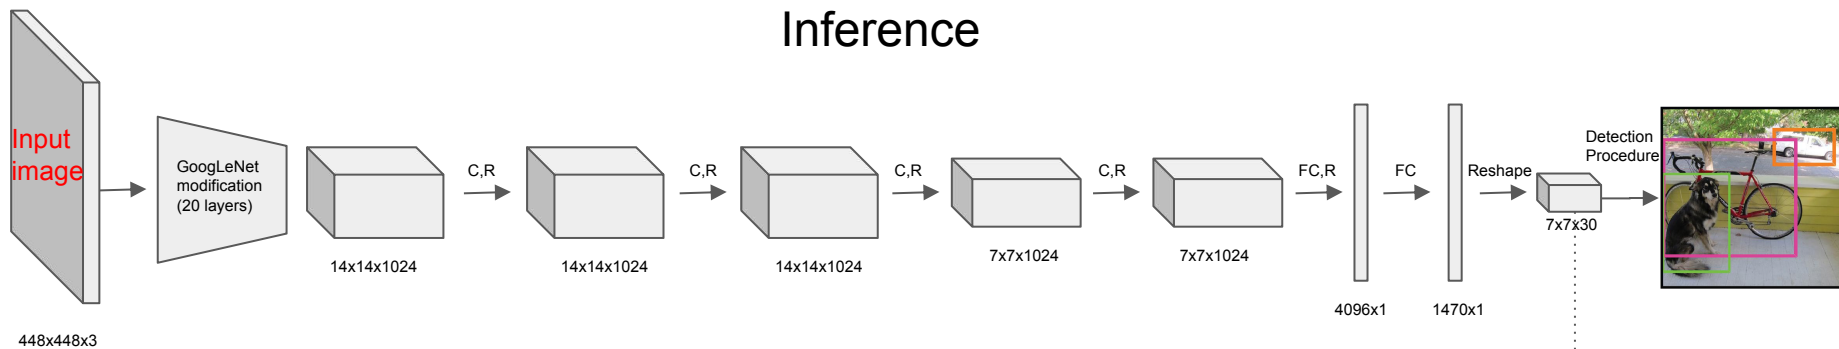 Inference
Input
image
448x448x3
GoogLeNet
modification
(20 layers)
14x14x1024
C,R
14x14x1024
C,R
14x14x1024
C,R
7x7x1024
C,R
7x7x1024
FC,R
4096x1
FC
1470x1
Reshape
7x7x30
Detection
Procedure